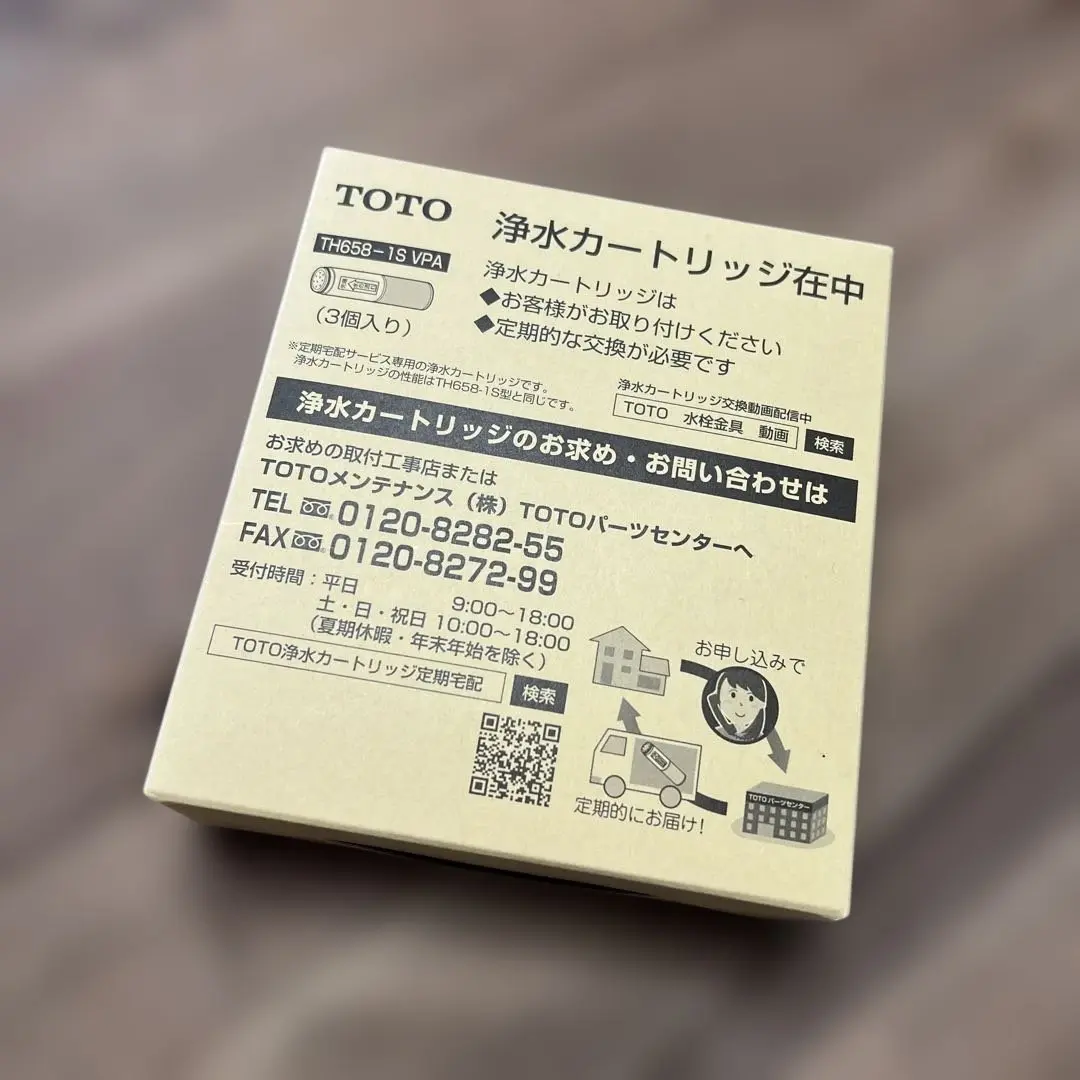 TOTO
浄水カートリッジ在中
TH658-1S VPA
(3個入り)
浄水カートリッジは
◆お客様がお取り付けください
◆定期的な交換が必要です
※定期宅配サービス専用の浄水カートリッジです。
浄水カートリッジの性能はTH658-1S型と同じです。
浄水カートリッジ交換動画配信中
TOTO 水栓金具 動画 検索
浄水カートリッジのお求め・お問い合わせは
お求めの取付工事店または
TOTOメンテナンス(株)TOTOパーツセンターへ
TEL 0120-8282-55
FAX 0120-8272-99
受付時間:平日 9:00〜18:00
土・日・祝日 10:00〜18:00
(夏期休暇・年末年始を除く)
TOTO浄水カートリッジ定期宅配 検索
お申し込みで
定期的にお届け!
TOTO パーツセンター